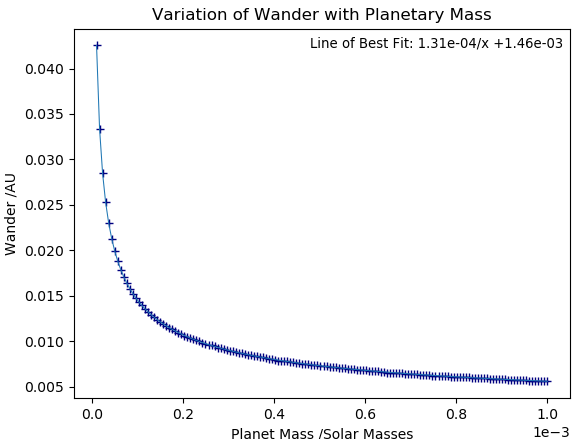 Variation of Wander with Planetary Mass
Line of Best Fit: 1.31e-04/x +1.46e-03
Wander /AU
0.040
0.035
0.030
0.025
0.020
0.015
0.010
0.005
0.0
0.2
0.4
0.6
0.8
1.0
1e−3
Planet Mass /Solar Masses